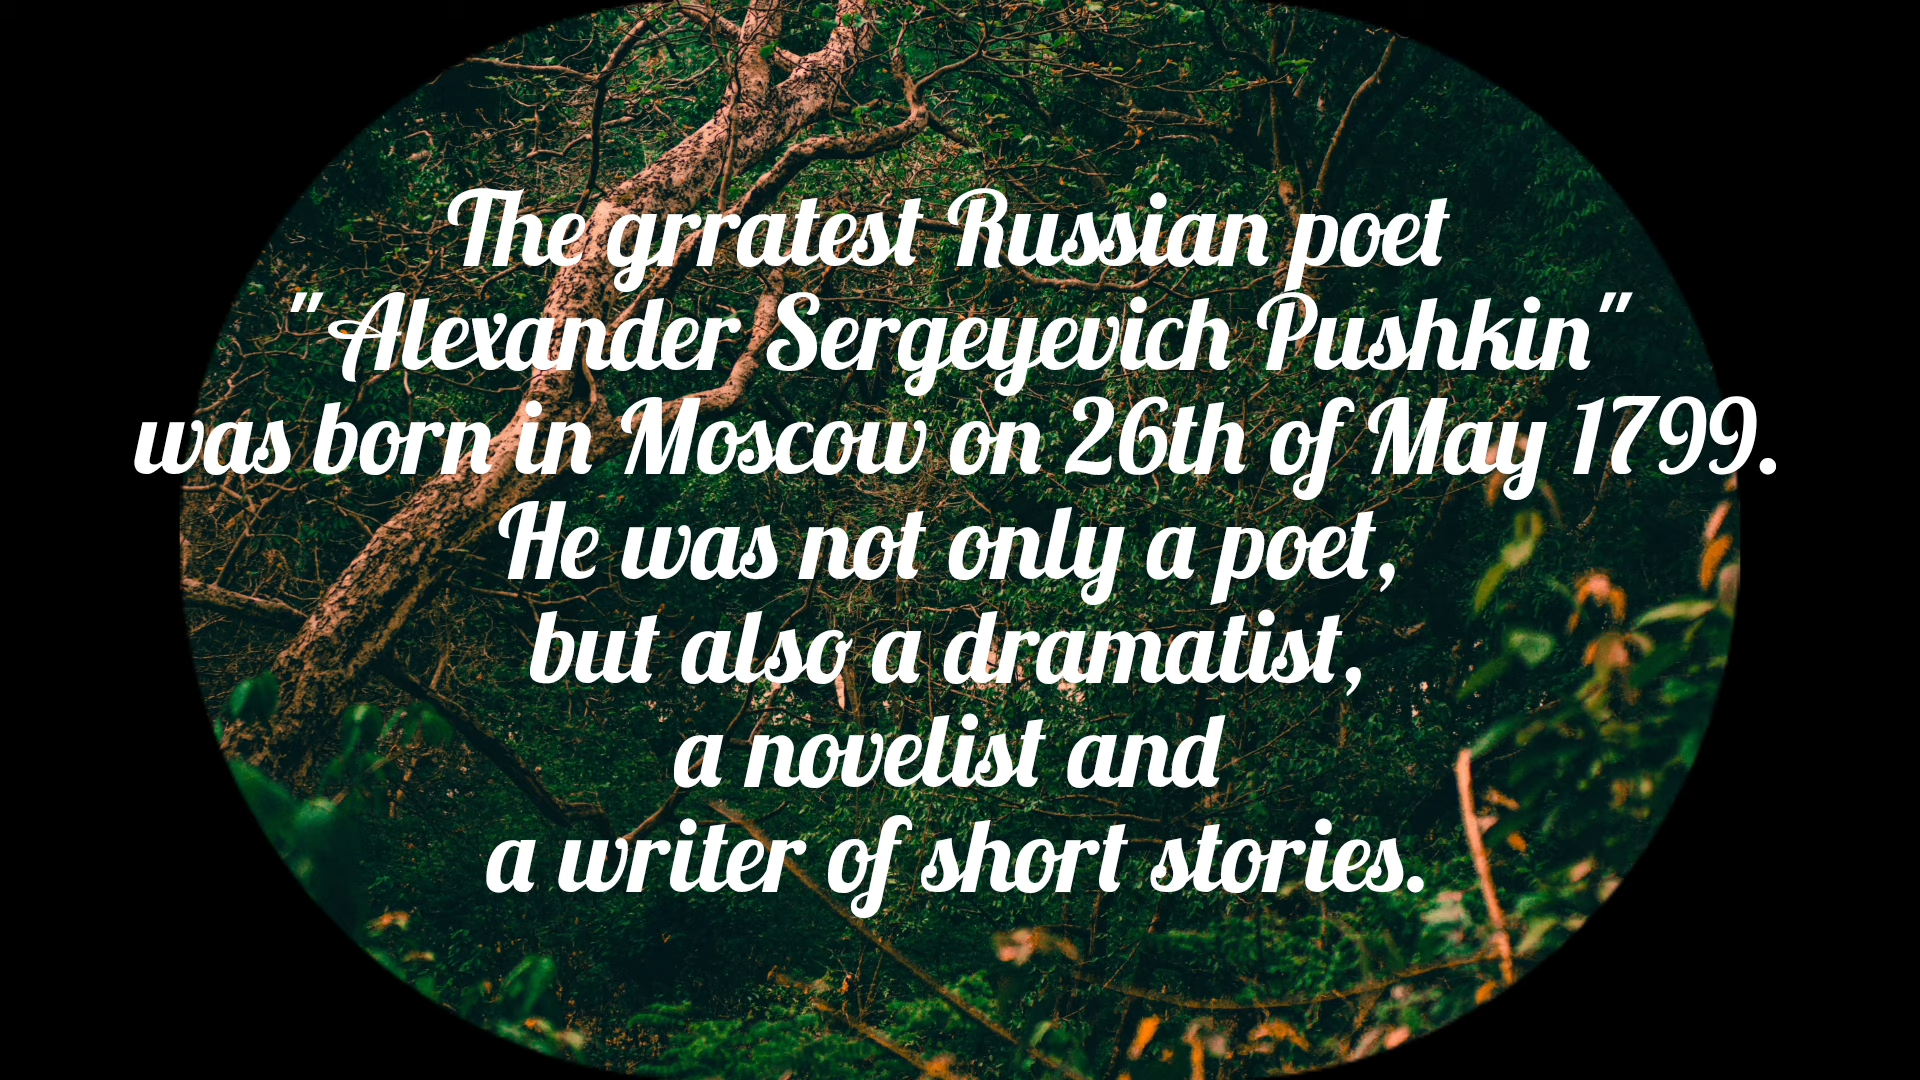 The grratest Russian poet
"Alexander Sergeyevich Pushkin"
was born in Moscow on 26th of May 1799.
He was not only a poet,
but also a dramatist,
a novelist and
a writer of short stories.